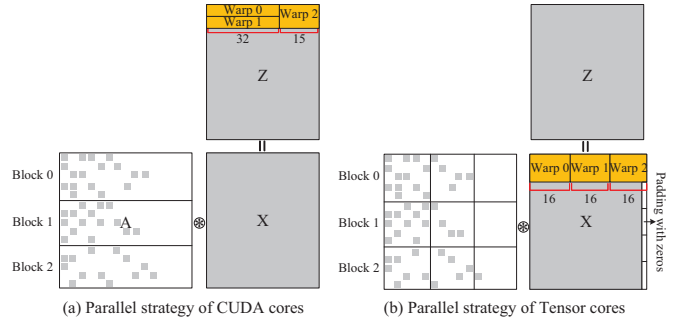 Warp 0
Warp 1
Warp 2
32
15
Z
Z
Block 0
Block 1
Block 2
A
X
Block 0
Block 1
Block 2
Warp 0
Warp 1
Warp 2
16
16
16
X
Padding with zeros
(a) Parallel strategy of CUDA cores
(b) Parallel strategy of Tensor cores